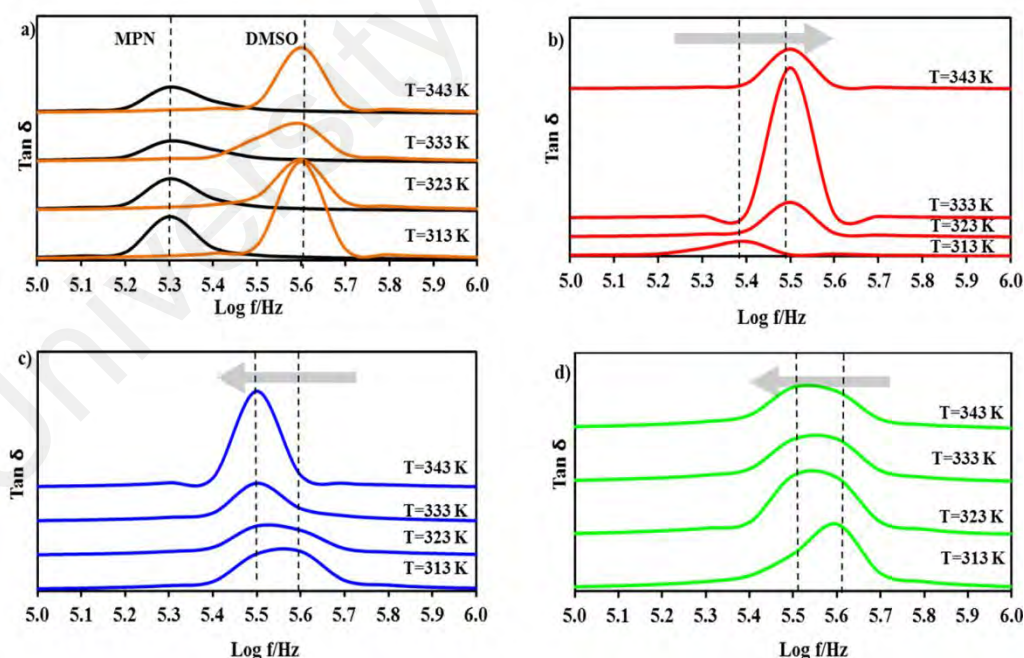 University
a)
MPN
DMSO
T=343 K
T=333 K
T=323 K
T=313 K
Tan δ
5.0 5.1 5.2 5.3 5.4 5.5 5.6 5.7 5.8 5.9 6.0
Log f/Hz
b)
T=343 K
T=333 K
T=323 K
T=313 K
Tan δ
5.0 5.1 5.2 5.3 5.4 5.5 5.6 5.7 5.8 5.9 6.0
Log f/Hz
c)
T=343 K
T=333 K
T=323 K
T=313 K
Tan δ
5.0 5.1 5.2 5.3 5.4 5.5 5.6 5.7 5.8 5.9 6.0
Log f/Hz
d)
T=343 K
T=333 K
T=323 K
T=313 K
Tan δ
5.0 5.1 5.2 5.3 5.4 5.5 5.6 5.7 5.8 5.9 6.0
Log f/Hz